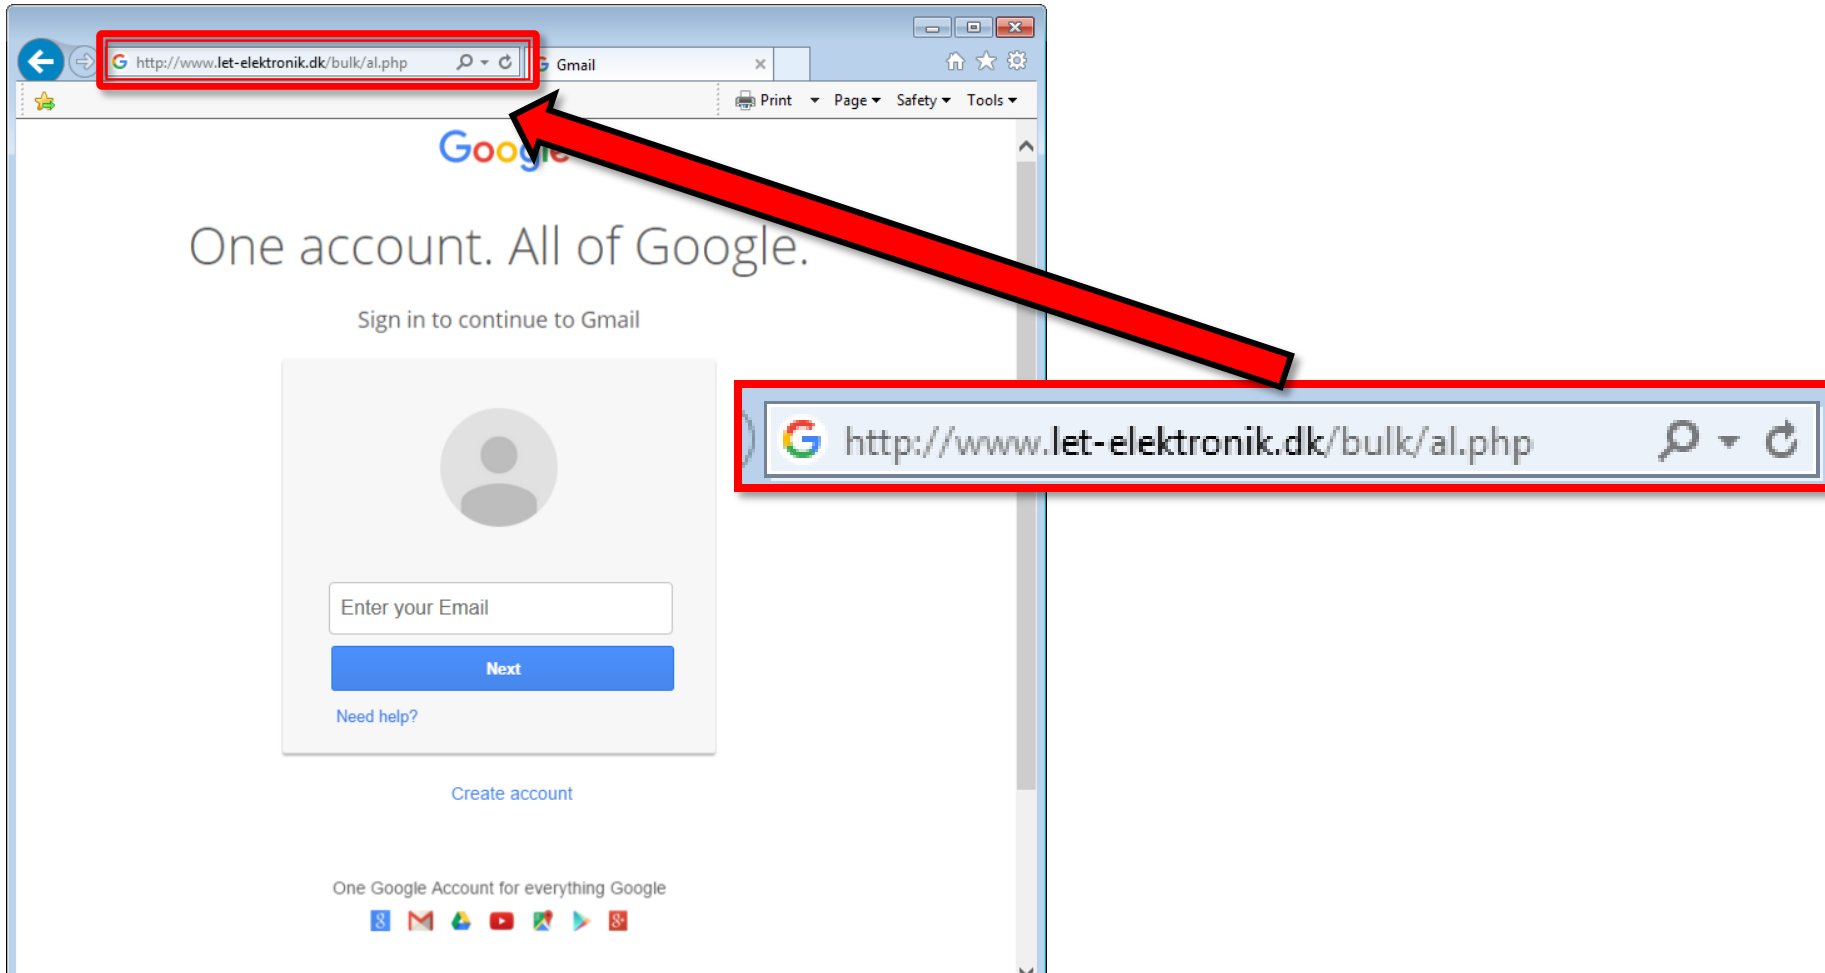 http://www.let-elektronik.dk/bulk/al.php
Gmail
Print Page Safety Tools
One account. All of Google.
Sign in to continue to Gmail
http://www.let-elektronik.dk/bulk/al.php
Enter your Email
Next
Need help?
Create account
One Google Account for everything Google